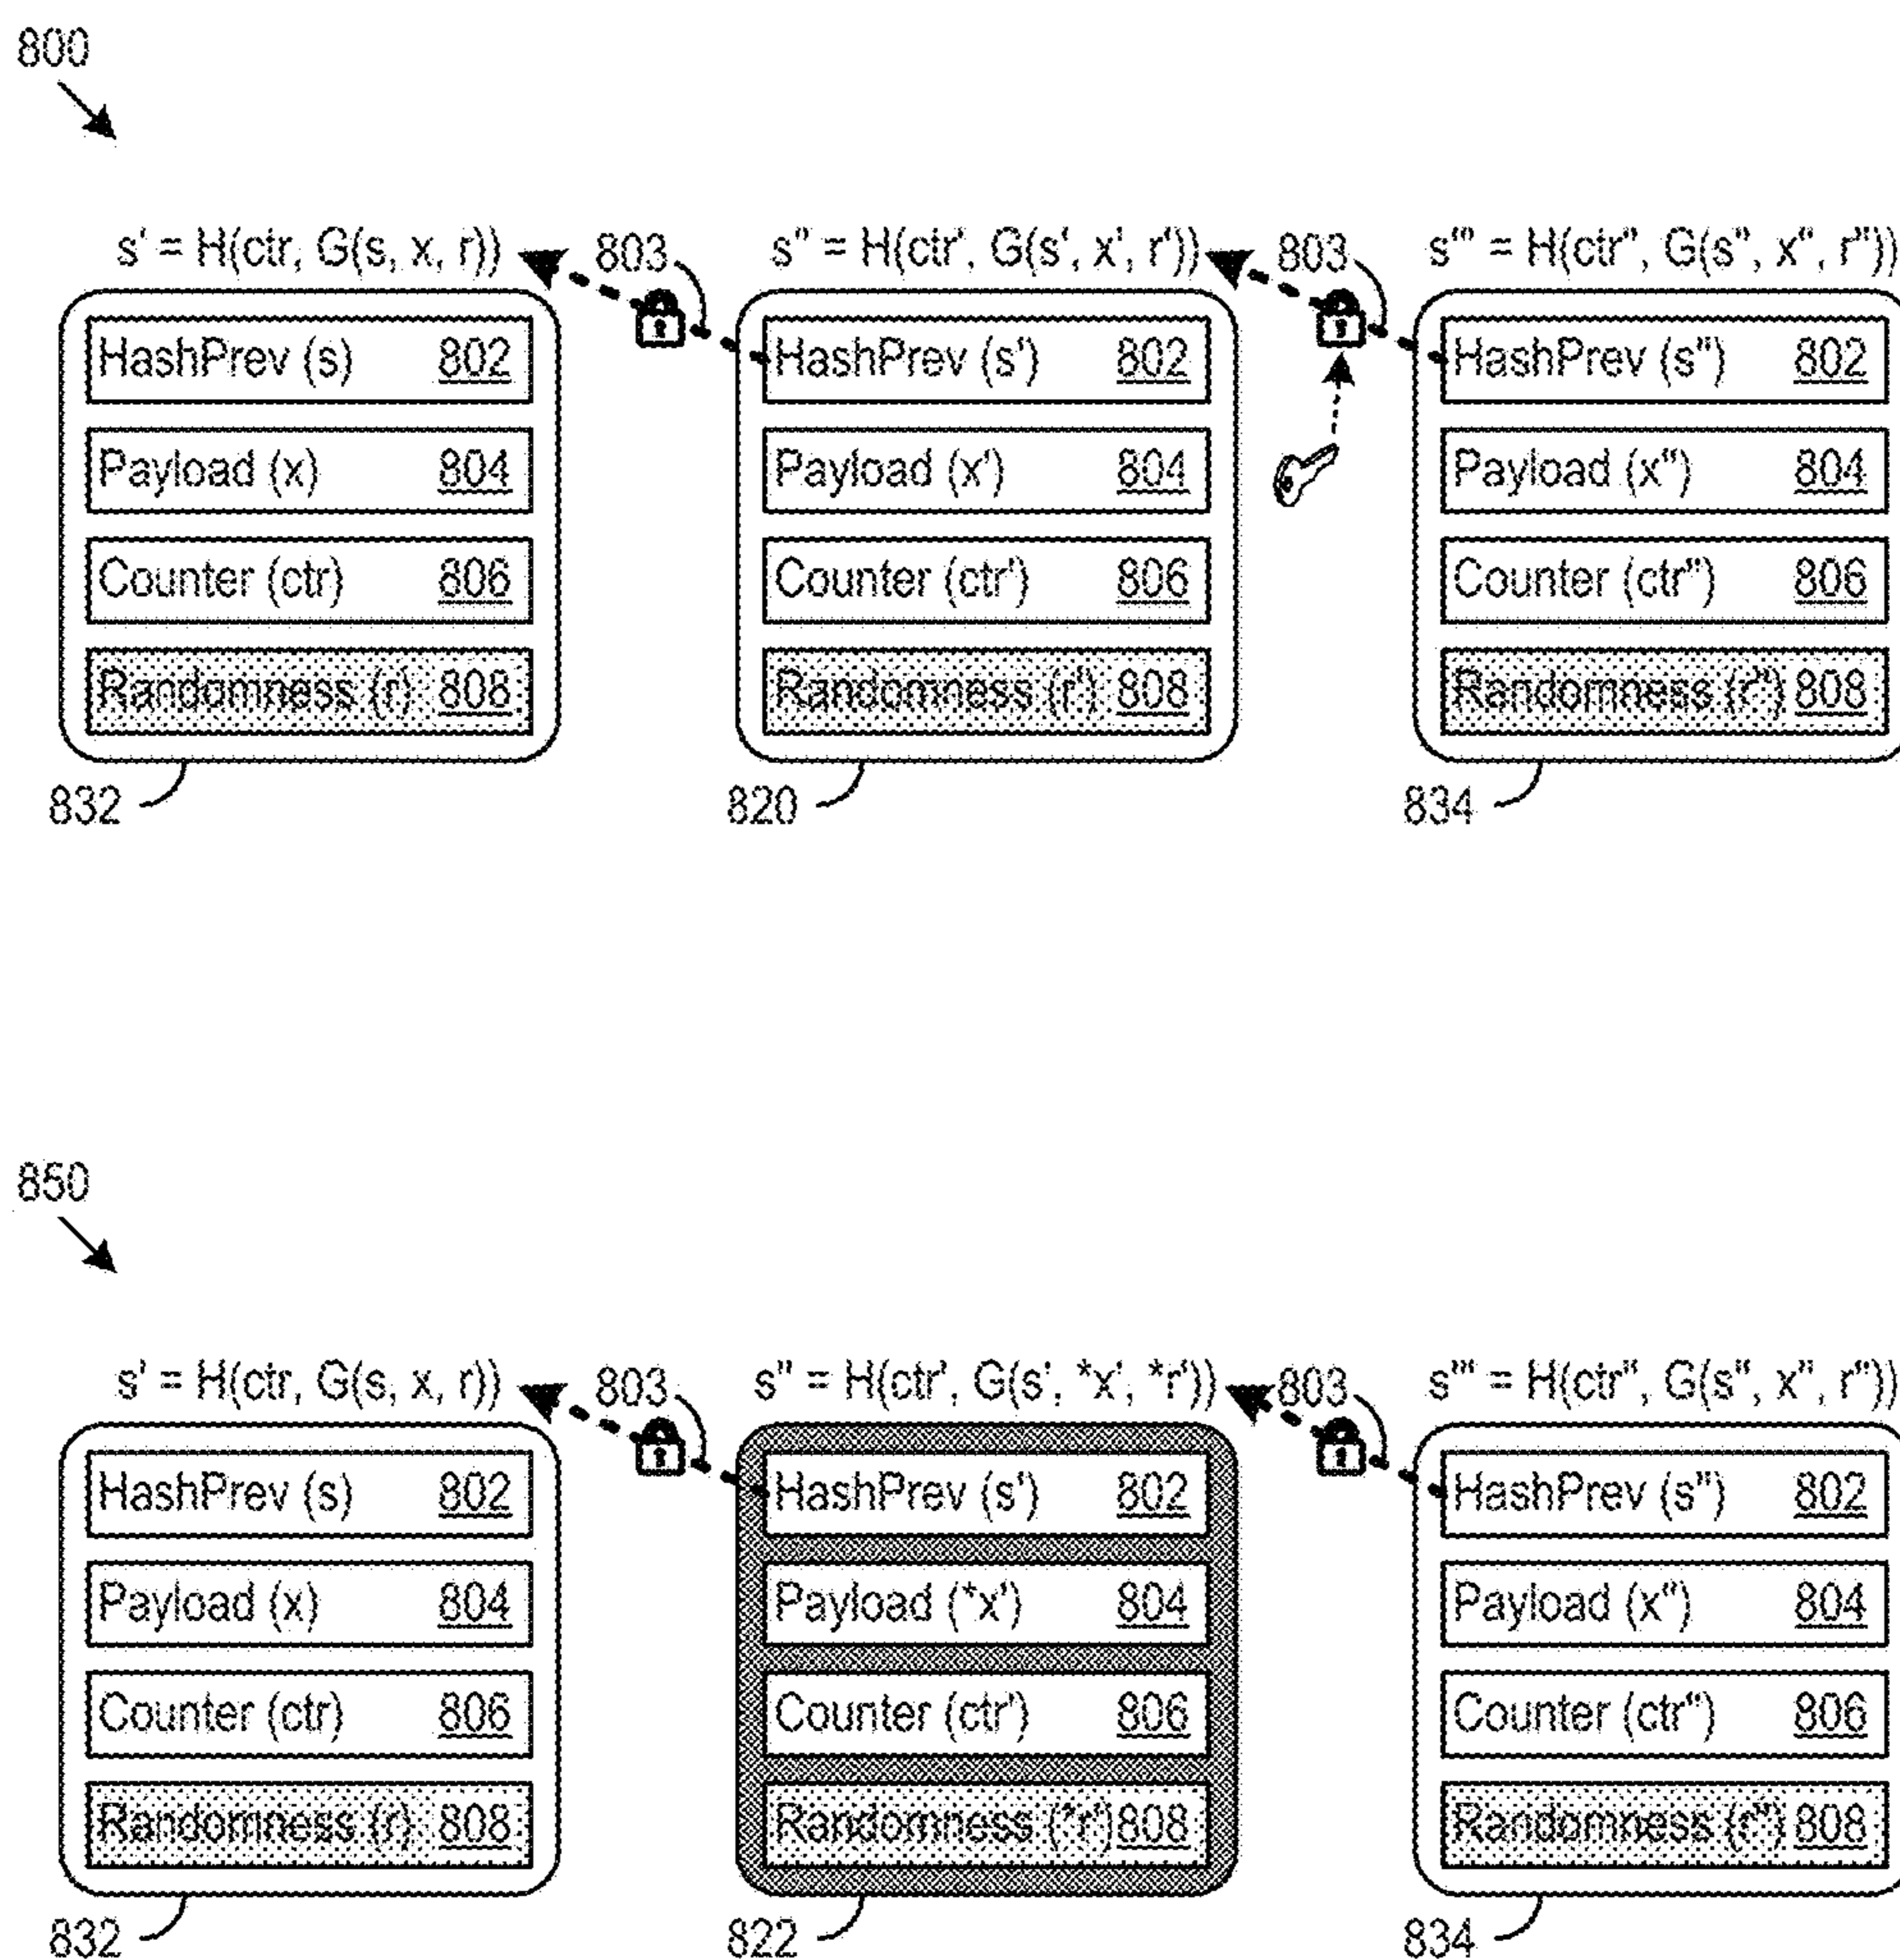 800
s' = H(ctr, G(s, x, r)) 803 s'' = H(ctr', G(s', x', r')) 803 s''' = H(ctr'', G(s'', x'', r''))
HashPrev (s) 802 HashPrev (s') 802 HashPrev (s'') 802
Payload (x) 804 Payload (x') 804 Payload (x'') 804
Counter (ctr) 806 Counter (ctr') 806 Counter (ctr'') 806
Randomness (r) 808 Randomness (r') 808 Randomness (r'') 808
832 820 834
850
s' = H(ctr, G(s, x, r)) 803 s'' = H(ctr', G(s', *x', *r')) 803 s''' = H(ctr'', G(s'', x'', r''))
HashPrev (s) 802 HashPrev (s') 802 HashPrev (s'') 802
Payload (x) 804 Payload (*x') 804 Payload (x'') 804
Counter (ctr) 806 Counter (ctr') 806 Counter (ctr'') 806
Randomness (r) 808 Randomness (*r') 808 Randomness (r'') 808
832 822 834